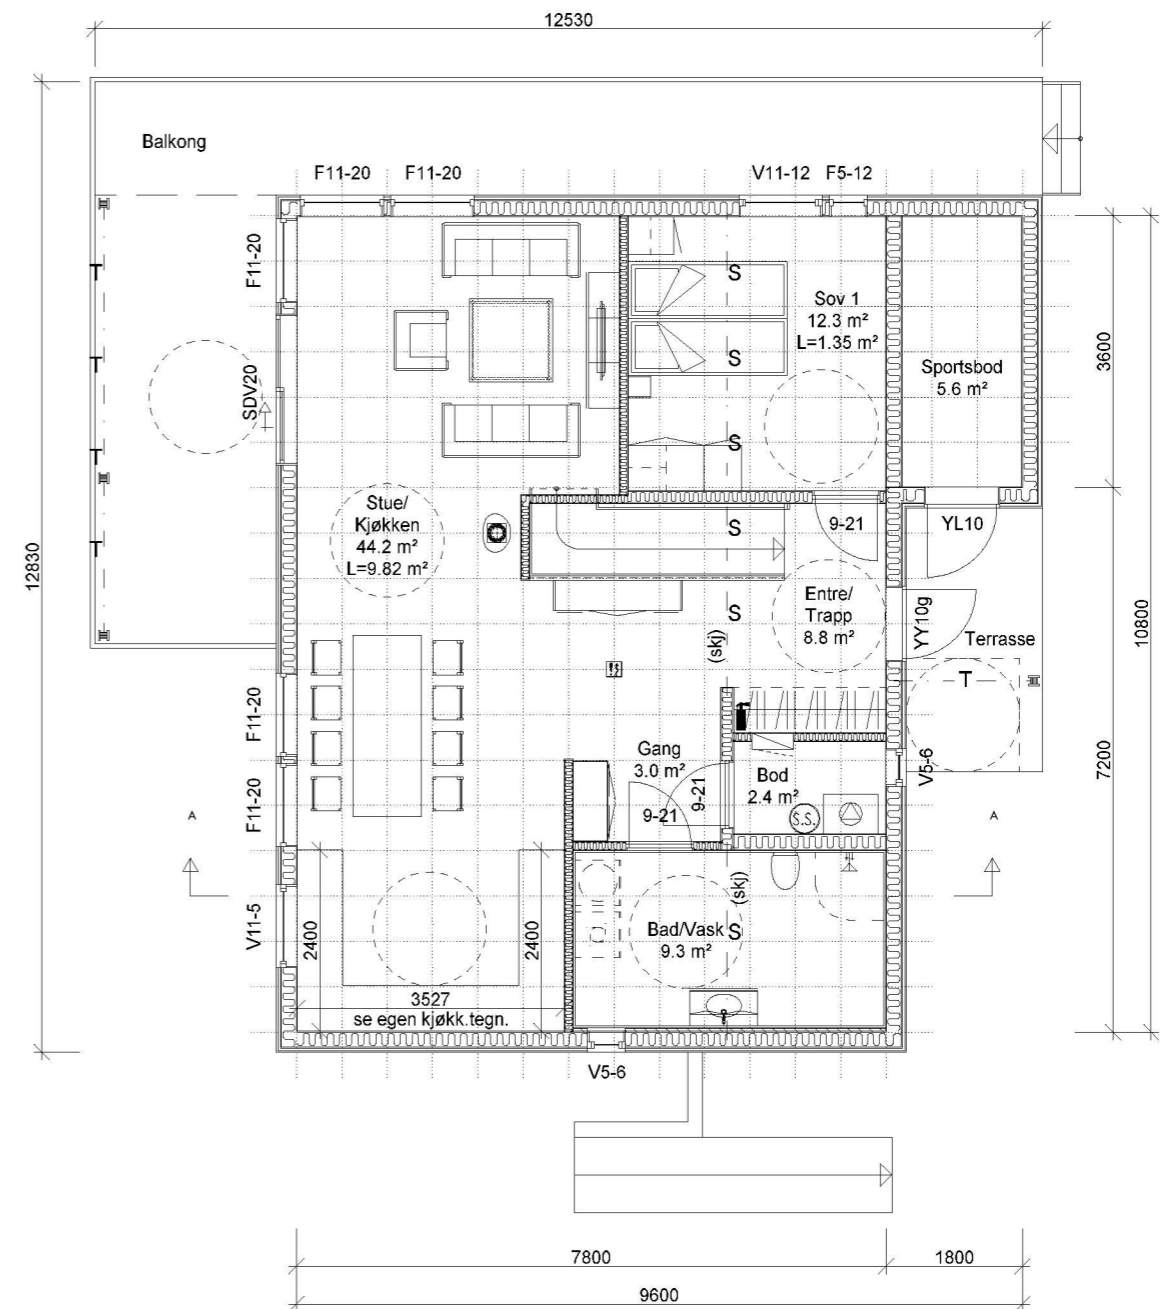 12530
12830
Balkong
F11-20
F11-20
V11-12
F5-12
F11-20
T
T
T
T
SDV20
S
S
S
S
S
S
Sov 1
12.3 m²
L=1.35 m²
Sportsbod
5.6 m²
3600
Stue/
Kjøkken
44.2 m²
L=9.82 m²
9-21
YL10
Entre/
Trapp
8.8 m²
YY10g
Terrasse
T
(skj)
10800
7200
F11-20
F11-20
Gang
3.0 m²
9-21
9-21
Bod
2.4 m²
S.S.
V5-6
A
A
V11-5
2400
2400
(skj)
Bad/Vask
9.3 m²
3527
se egen kjøkk.tegn.
V5-6
7800
1800
9600